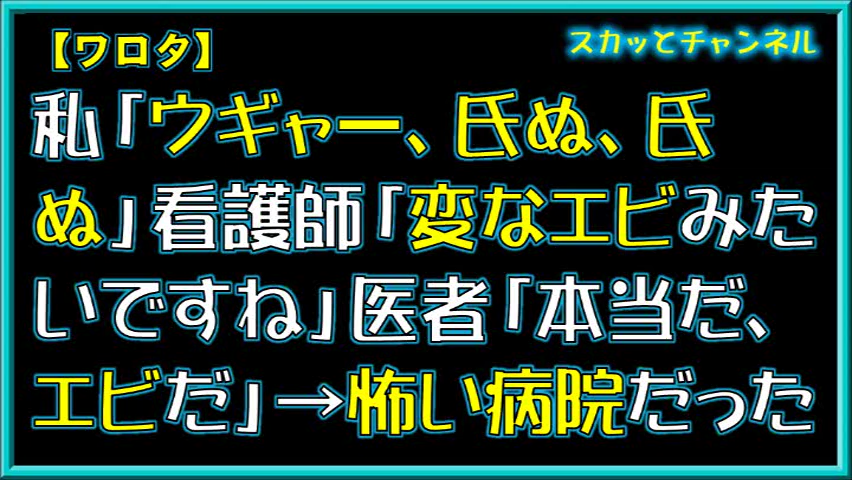 【ワロタ】
スカッとチャンネル
私「ウギャー、氏ぬ、氏
ぬ」看護師「変なエビみた
いですね」医者「本当だ、
エビだ」→怖い病院だった